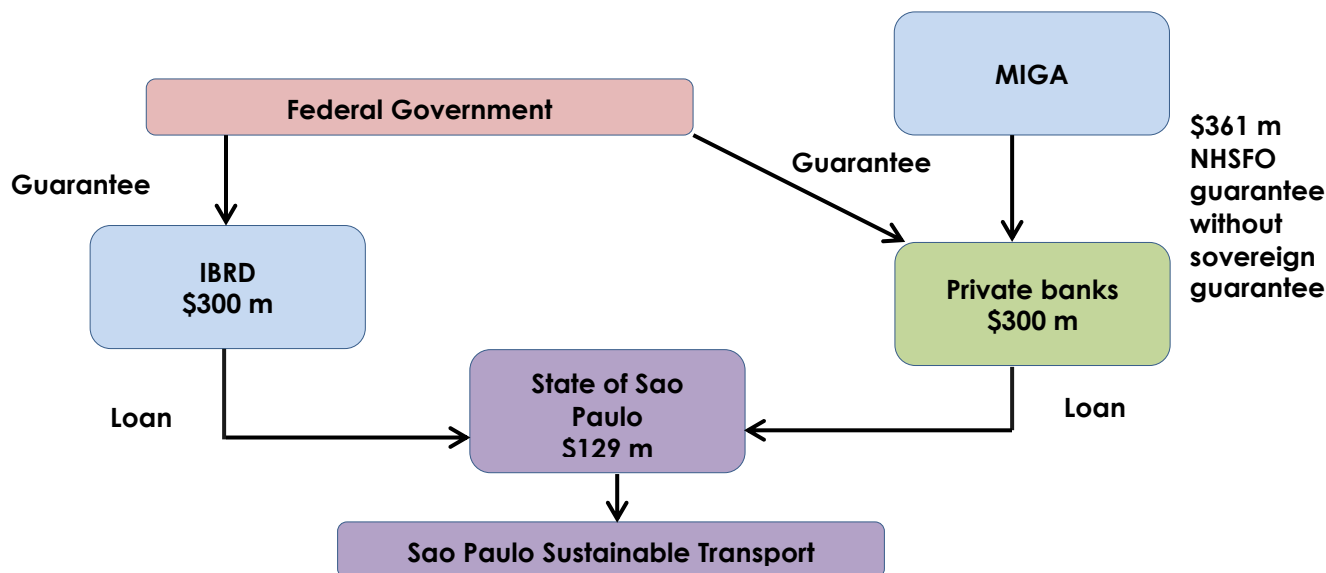 MIGA
Federal Government
$361 m
NHSFO
guarantee
without
sovereign
guarantee
Guarantee
Guarantee
IBRD
$300 m
Private banks
$300 m
State of Sao
Paulo
$129 m
Loan
Loan
Sao Paulo Sustainable Transport